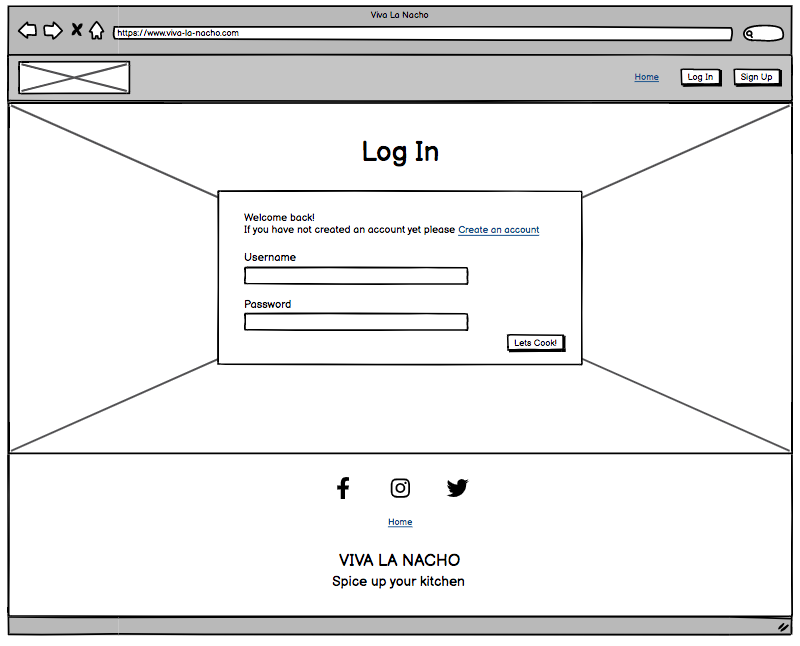 Viva La Nacho
https://www.viva-la-nacho.com
Home Log In Sign Up
Log In
Welcome back!
If you have not created an account yet please Create an account
Username
Password
Lets Cook!
Home
VIVA LA NACHO
Spice up your kitchen